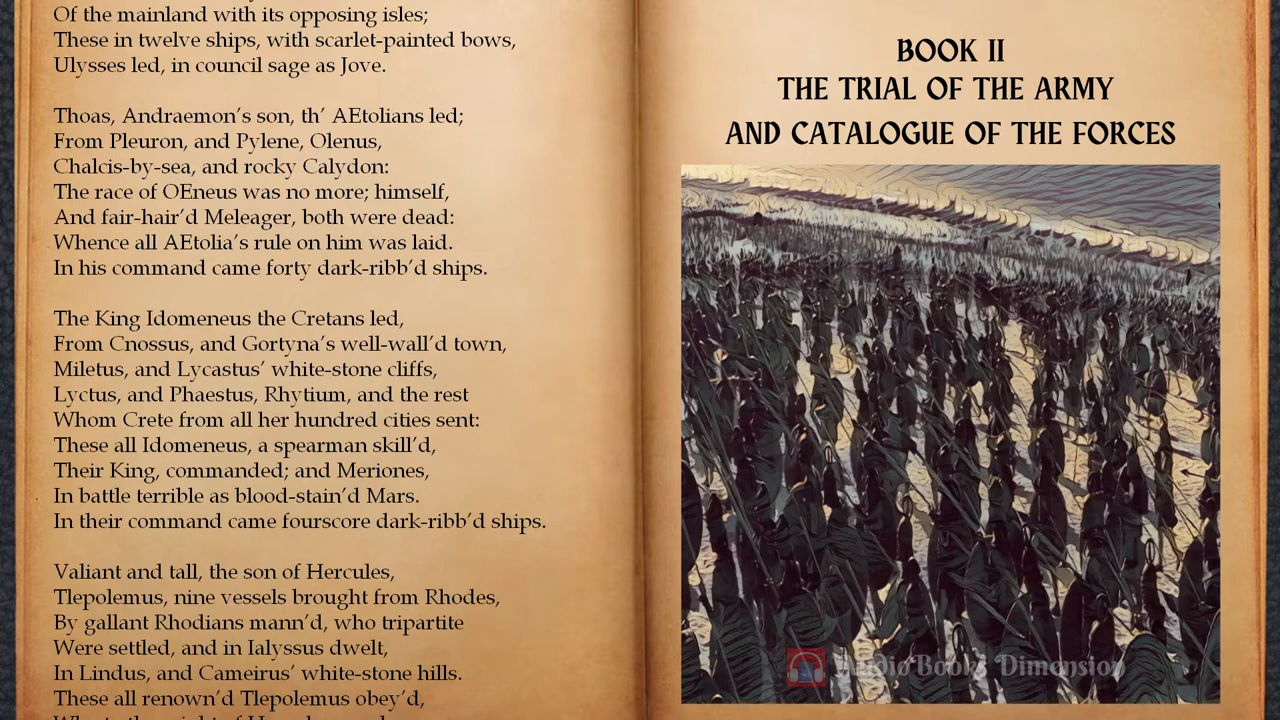 Of the mainland with its opposing isles;
These in twelve ships, with scarlet-painted bows,
Ulysses led, in council sage as Jove.
Thoas, Andraemon's son, th' AEtolians led;
From Pleuron, and Pylene, Olenus,
Chalcis-by-sea, and rocky Calydon:
The race of OEneus was no more; himself,
And fair-hair'd Meleager, both were dead:
Whence all AEtolia's rule on him was laid.
In his command came forty dark-ribb'd ships.
The King Idomeneus the Cretans led,
From Cnossus, and Gortyna's well-wall'd town,
Miletus, and Lycastus' white-stone cliffs,
Lyctus, and Phaestus, Rhytium, and the rest
Whom Crete from all her hundred cities sent:
These all Idomeneus, a spearman skill'd,
Their King, commanded; and Meriones,
In battle terrible as blood-stain'd Mars.
In their command came fourscore dark-ribb'd ships.
Valiant and tall, the son of Hercules,
Tlepolemus, nine vessels brought from Rhodes,
By gallant Rhodians mann'd, who tripartite
Were settled, and in Ialyssus dwelt,
In Lindus, and Cameirus' white-stone hills.
These all renown'd Tlepolemus obey'd,
BOOK II
THE TRIAL OF THE ARMY
AND CATALOGUE OF THE FORCES
Audio Books Dimension